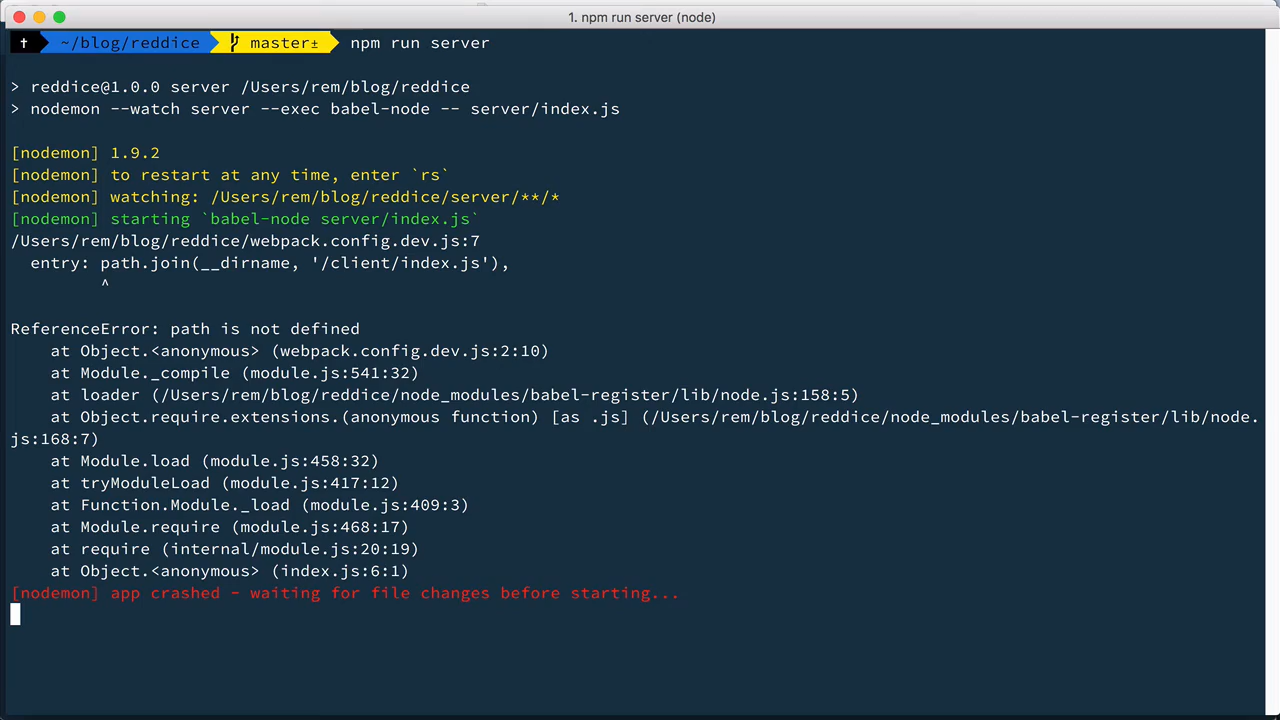 1. npm run server (node)
† ~/blog/reddice master± npm run server
> reddice@1.0.0 server /Users/rem/blog/reddice
> nodemon --watch server --exec babel-node -- server/index.js
[nodemon] 1.9.2
[nodemon] to restart at any time, enter `rs`
[nodemon] watching: /Users/rem/blog/reddice/server/**/*
[nodemon] starting `babel-node server/index.js`
/Users/rem/blog/reddice/webpack.config.dev.js:7
  entry: path.join(__dirname, '/client/index.js'),
         ^
ReferenceError: path is not defined
    at Object.<anonymous> (webpack.config.dev.js:2:10)
    at Module._compile (module.js:541:32)
    at loader (/Users/rem/blog/reddice/node_modules/babel-register/lib/node.js:158:5)
    at Object.require.extensions.(anonymous function) [as .js] (/Users/rem/blog/reddice/node_modules/babel-register/lib/node.
js:168:7)
    at Module.load (module.js:458:32)
    at tryModuleLoad (module.js:417:12)
    at Function.Module._load (module.js:409:3)
    at Module.require (module.js:468:17)
    at require (internal/module.js:20:19)
    at Object.<anonymous> (index.js:6:1)
[nodemon] app crashed - waiting for file changes before starting...